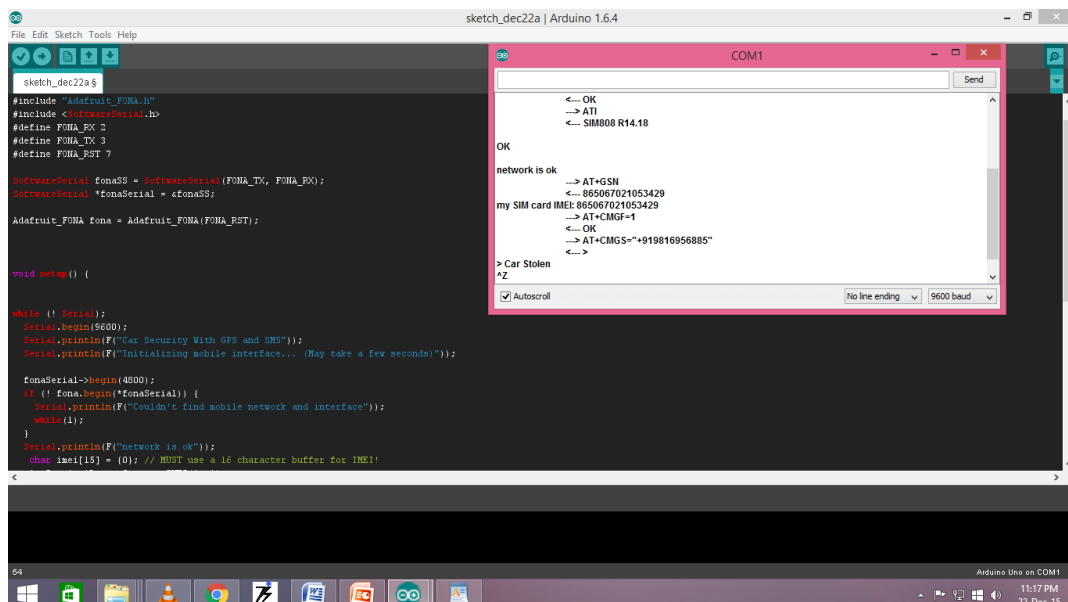 sketch_dec22a | Arduino 1.6.4
File Edit Sketch Tools Help
sketch_dec22a §
#include "Adafruit_FONA.h"
#include <SoftwareSerial.h>
#define FONA_RX 2
#define FONA_TX 3
#define FONA_RST 7
SoftwareSerial fonaSS = SoftwareSerial(FONA_TX, FONA_RX);
SoftwareSerial *fonaSerial = &fonaSS;
Adafruit_FONA fona = Adafruit_FONA(FONA_RST);
void setup() {
while (! Serial);
Serial.begin(9600);
Serial.println(F("Car Security With GPS and SMS"));
Serial.println(F("Initializing mobile interface... (May take a few seconds)"));
fonaSerial->begin(4800);
if (! fona.begin(*fonaSerial)) {
Serial.println(F("Couldn't find mobile network and interface"));
while(1);
}
Serial.println(F("network is ok"));
char imei[15] = {0}; // MUST use a 16 character buffer for IMEI!
COM1
Send
<--- OK
---> ATI
<--- SIM808 R14.18
OK
network is ok
---> AT+GSN
<--- 865067021053429
my SIM card IMEI: 865067021053429
---> AT+CMGF=1
<--- OK
---> AT+CMGS="+919816956885"
<--- >
> Car Stolen
^Z
Autoscroll
No line ending
9600 baud
54
Arduino Uno on COM1
11:17 PM
22-Dec-15